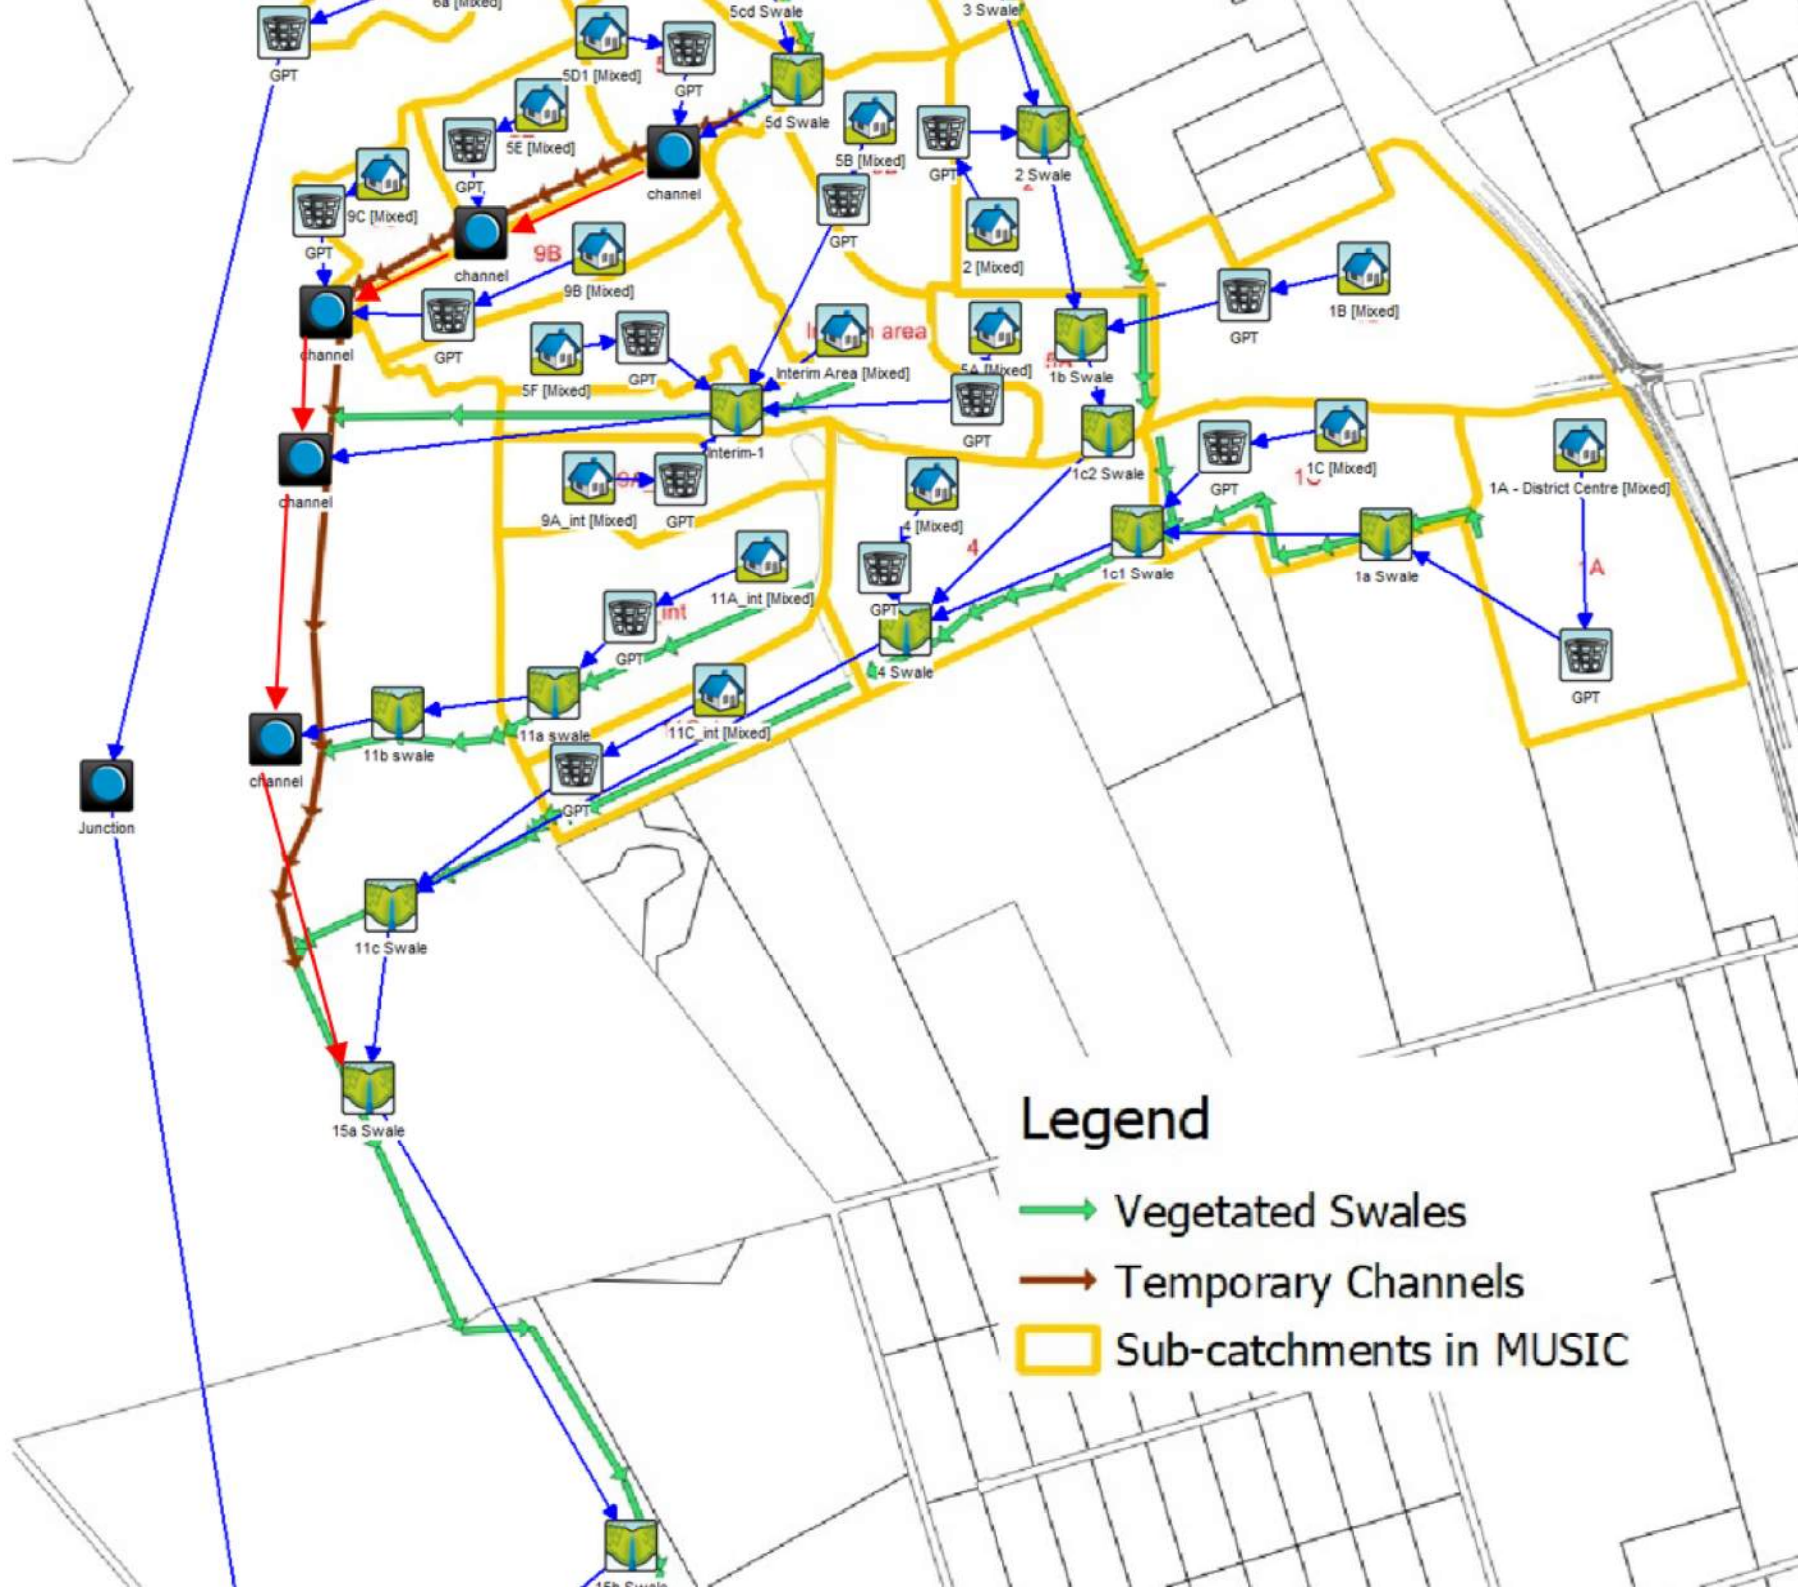 6a [Mixed]
5cd Swale
3 Swale
GPT
5D1 [Mixed]
GPT
5d Swale
5E [Mixed]
5B [Mixed]
GPT
2 Swale
GPT
channel
9C [Mixed]
GPT
GPT
9B
2 [Mixed]
channel
9B [Mixed]
1B [Mixed]
area
GPT
channel
GPT
Interim Area [Mixed]
5A [Mixed]
1b Swale
5F [Mixed]
GPT
GPT
Interim-1
1c2 Swale
1C [Mixed]
GPT
1A - District Centre [Mixed]
channel
9A_int [Mixed]
GPT
4 [Mixed]
4
1c1 Swale
1a Swale
A
11A_int [Mixed]
GPT
int
GPT
4 Swale
GPT
11a swale
11C_int [Mixed]
11b swale
channel
GPT
Junction
11c Swale
15a Swale
Legend
Vegetated Swales
Temporary Channels
Sub-catchments in MUSIC
15b Swale